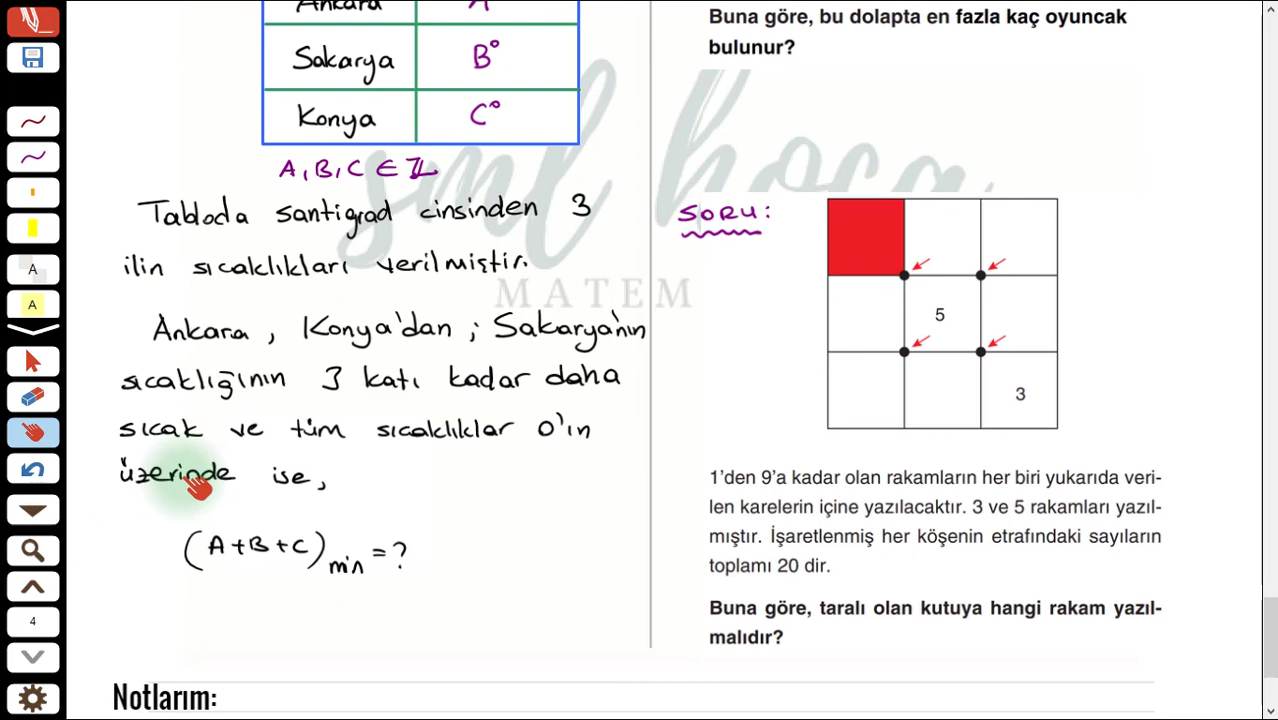 Ankara A
Sakarya B°
Konya C°
A, B, C ∈ ℤ
Tabloda santigrad cinsinden 3
ilin sıcaklıkları verilmiştir.
Ankara, Konya'dan ; Sakarya'nın
sıcaklığının 3 katı kadar daha
sıcak ve tüm sıcaklıklar 0'ın
üzerinde ise,
(A+B+C)min = ?
Notlarım:
Buna göre, bu dolapta en fazla kaç oyuncak
bulunur?
sml hoca
MATEM
SORU:
5
3
1'den 9'a kadar olan rakamların her biri yukarıda veri-
len karelerin içine yazılacaktır. 3 ve 5 rakamları yazıl-
mıştır. İşaretlenmiş her köşenin etrafındaki sayıların
toplamı 20 dir.
Buna göre, taralı olan kutuya hangi rakam yazıl-
malıdır?
A
A
4